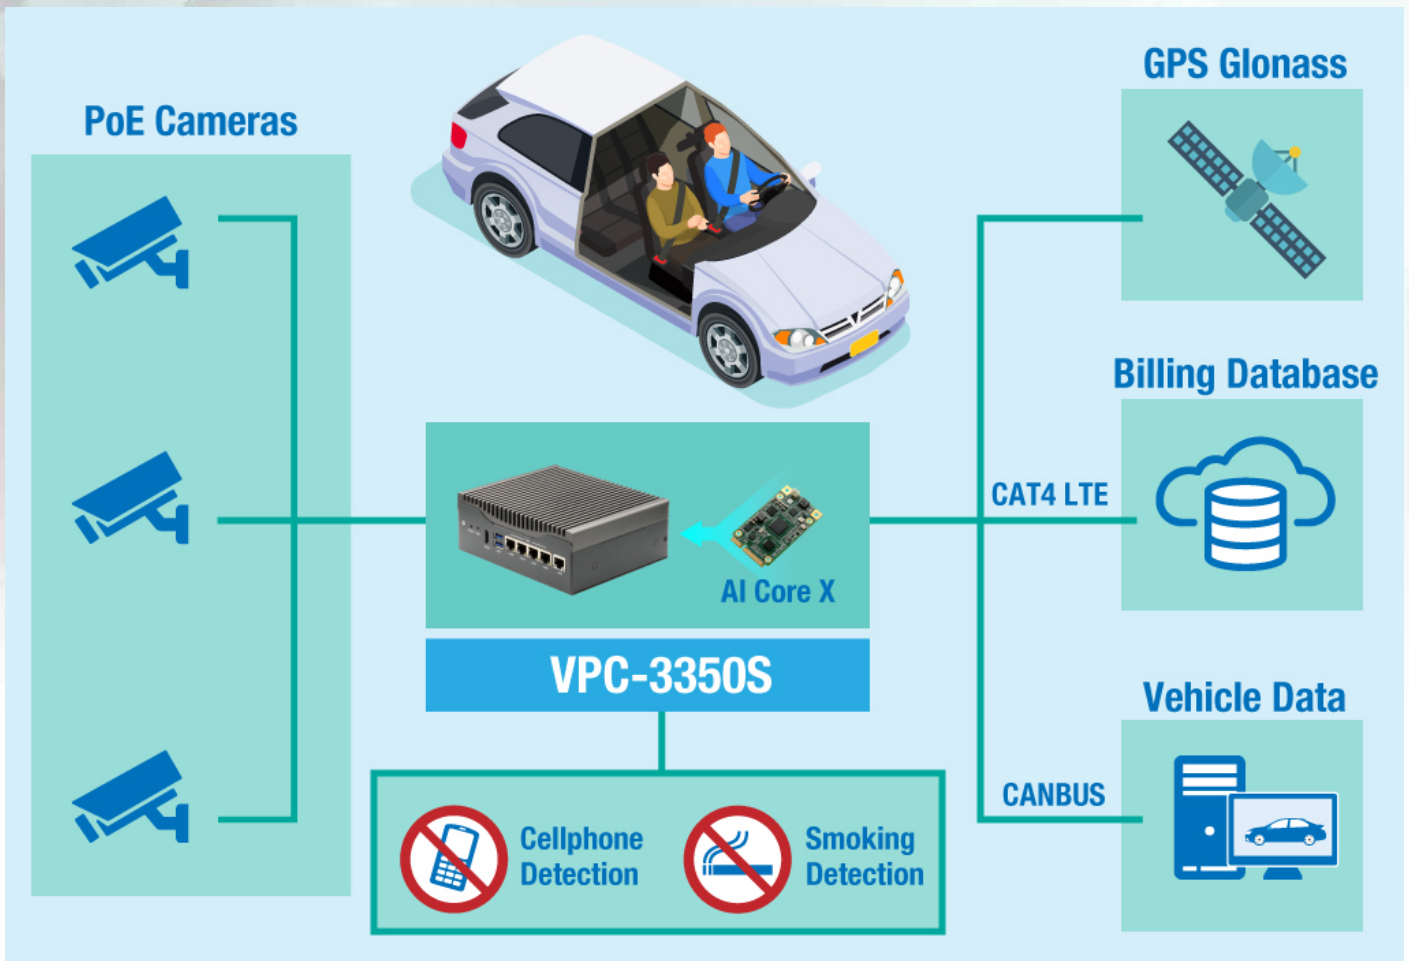 PoE Cameras
GPS Glonass
Billing Database
CAT4 LTE
AI Core X
VPC-3350S
Vehicle Data
CANBUS
Cellphone
Detection
Smoking
Detection